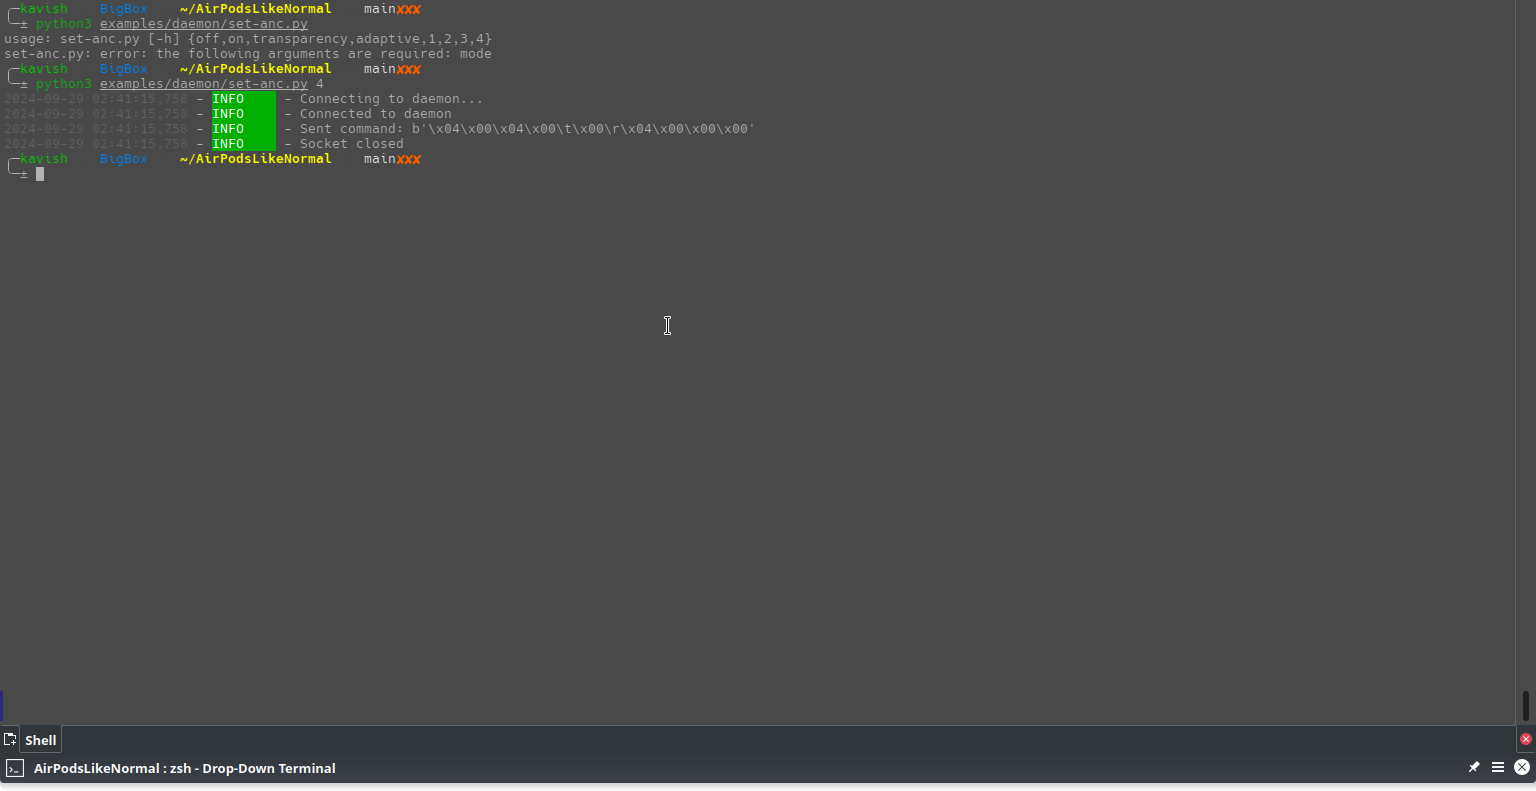 ╭─kavish BigBox ~/AirPodsLikeNormal main✘✘✘
╰─± python3 examples/daemon/set-anc.py
usage: set-anc.py [-h] {off,on,transparency,adaptive,1,2,3,4}
set-anc.py: error: the following arguments are required: mode
╭─kavish BigBox ~/AirPodsLikeNormal main✘✘✘
╰─± python3 examples/daemon/set-anc.py 4
2024-09-29 02:41:15,758 - INFO - Connecting to daemon...
2024-09-29 02:41:15,758 - INFO - Connected to daemon
2024-09-29 02:41:15,758 - INFO - Sent command: b'\x04\x00\x04\x00\t\x00\r\x04\x00\x00\x00'
2024-09-29 02:41:15,758 - INFO - Socket closed
╭─kavish BigBox ~/AirPodsLikeNormal main✘✘✘
╰─±
Shell
AirPodsLikeNormal : zsh - Drop-Down Terminal